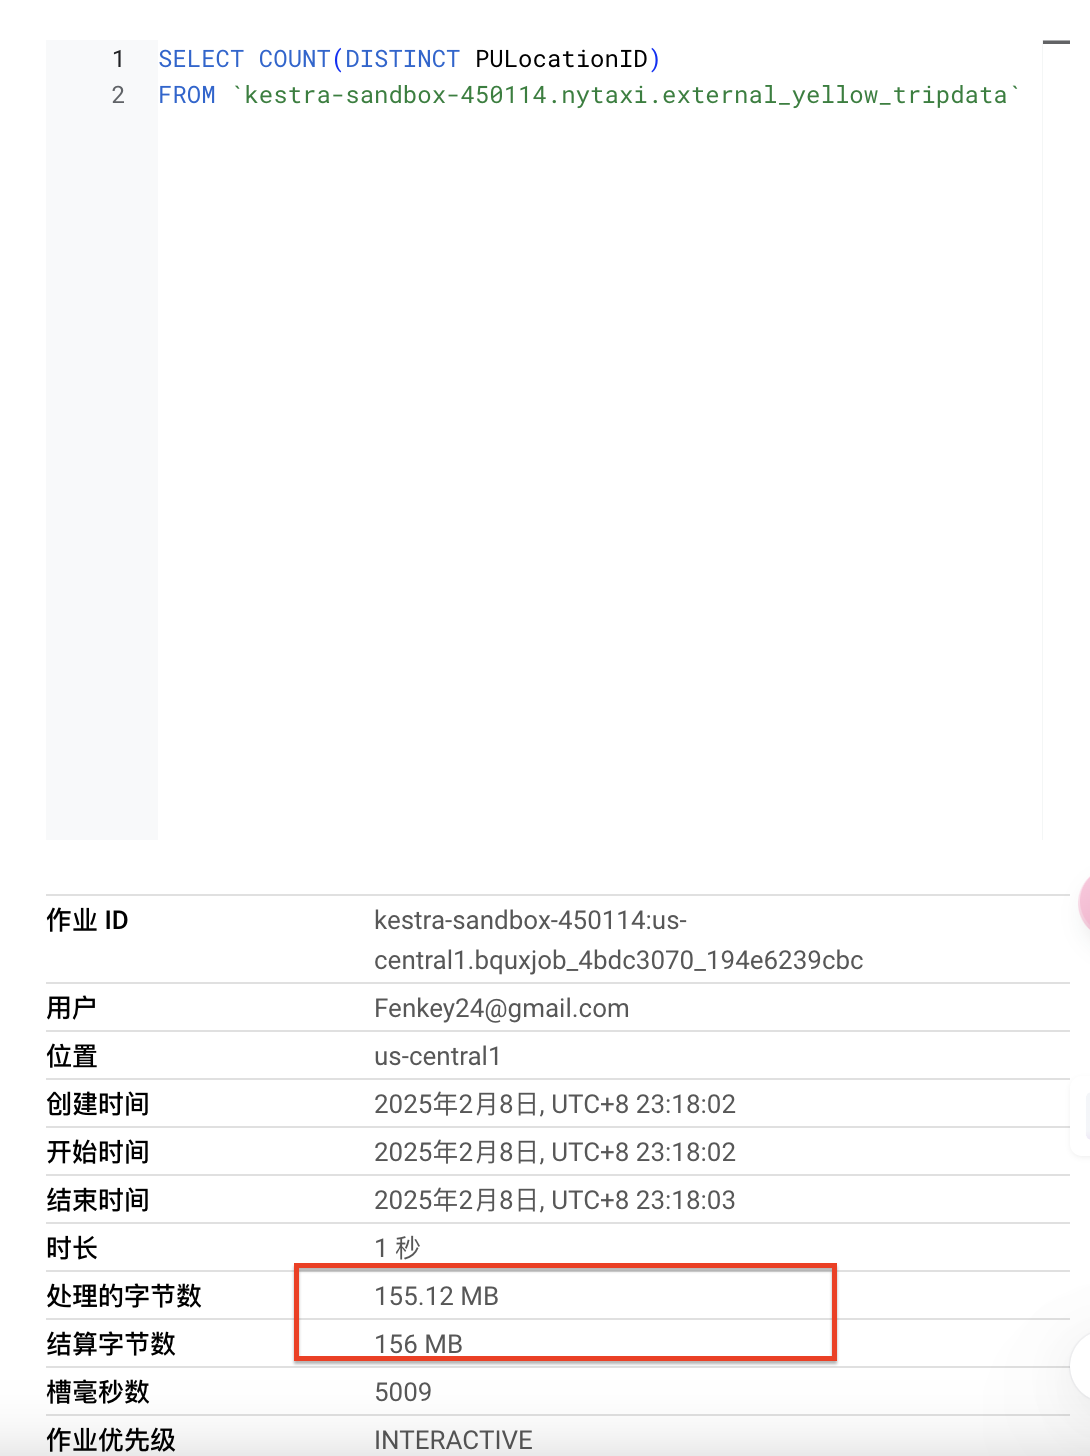 1 SELECT COUNT(DISTINCT PULocationID)
2 FROM `kestra-sandbox-450114.nytaxi.external_yellow_tripdata`
作业 ID kestra-sandbox-450114:us-
central1.bquxjob_4bdc3070_194e6239cbc
用户 Fenkey24@gmail.com
位置 us-central1
创建时间 2025年2月8日, UTC+8 23:18:02
开始时间 2025年2月8日, UTC+8 23:18:02
结束时间 2025年2月8日, UTC+8 23:18:03
时长 1 秒
处理的字节数 155.12 MB
结算字节数 156 MB
槽毫秒数 5009
作业优先级 INTERACTIVE